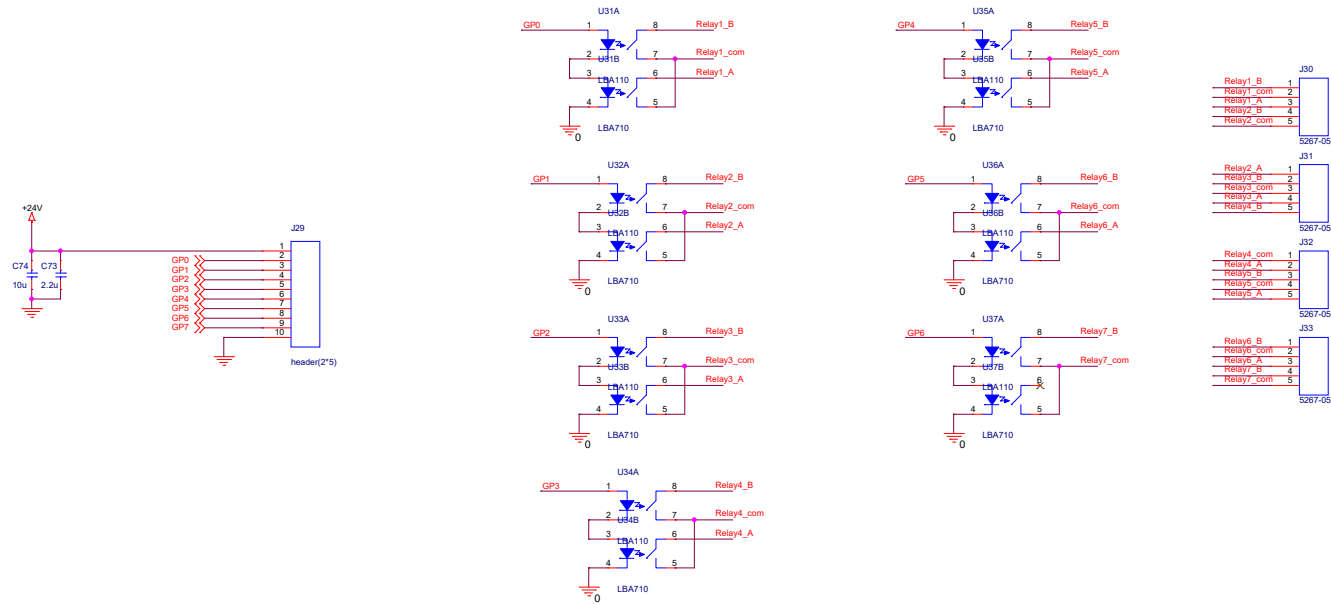 +24V
C74
C73
10u
2.2u
J29
1
GP0
2
GP1
3
GP2
4
GP3
5
GP4
6
GP5
7
GP6
8
GP7
9
10
header(2*5)
U31A
GP0
1
8
Relay1_B
2
7
Relay1_com
U31B
3
6
Relay1_A
LBA110
4
5
LBA710
0
U32A
GP1
1
8
Relay2_B
2
7
Relay2_com
U32B
3
6
Relay2_A
LBA110
4
5
LBA710
0
U33A
GP2
1
8
Relay3_B
2
7
Relay3_com
U33B
3
6
Relay3_A
LBA110
4
5
LBA710
0
U34A
GP3
1
8
Relay4_B
2
7
Relay4_com
U34B
3
6
Relay4_A
LBA110
4
5
LBA710
0
U35A
GP4
1
8
Relay5_B
2
7
Relay5_com
U35B
3
6
Relay5_A
LBA110
4
5
LBA710
0
U36A
GP5
1
8
Relay6_B
2
7
Relay6_com
U36B
3
6
Relay6_A
LBA110
4
5
LBA710
0
U37A
GP6
1
8
Relay7_B
2
7
Relay7_com
U37B
3
6
LBA110
4
5
LBA710
0
J30
Relay1_B 1
Relay1_com 2
Relay1_A 3
Relay2_B 4
Relay2_com 5
5267-05
J31
Relay2_A 1
Relay3_B 2
Relay3_com 3
Relay3_A 4
Relay4_B 5
5267-05
J32
Relay4_com 1
Relay4_A 2
Relay5_B 3
Relay5_com 4
Relay5_A 5
5267-05
J33
Relay6_B 1
Relay6_com 2
Relay6_A 3
Relay7_B 4
Relay7_com 5
5267-05